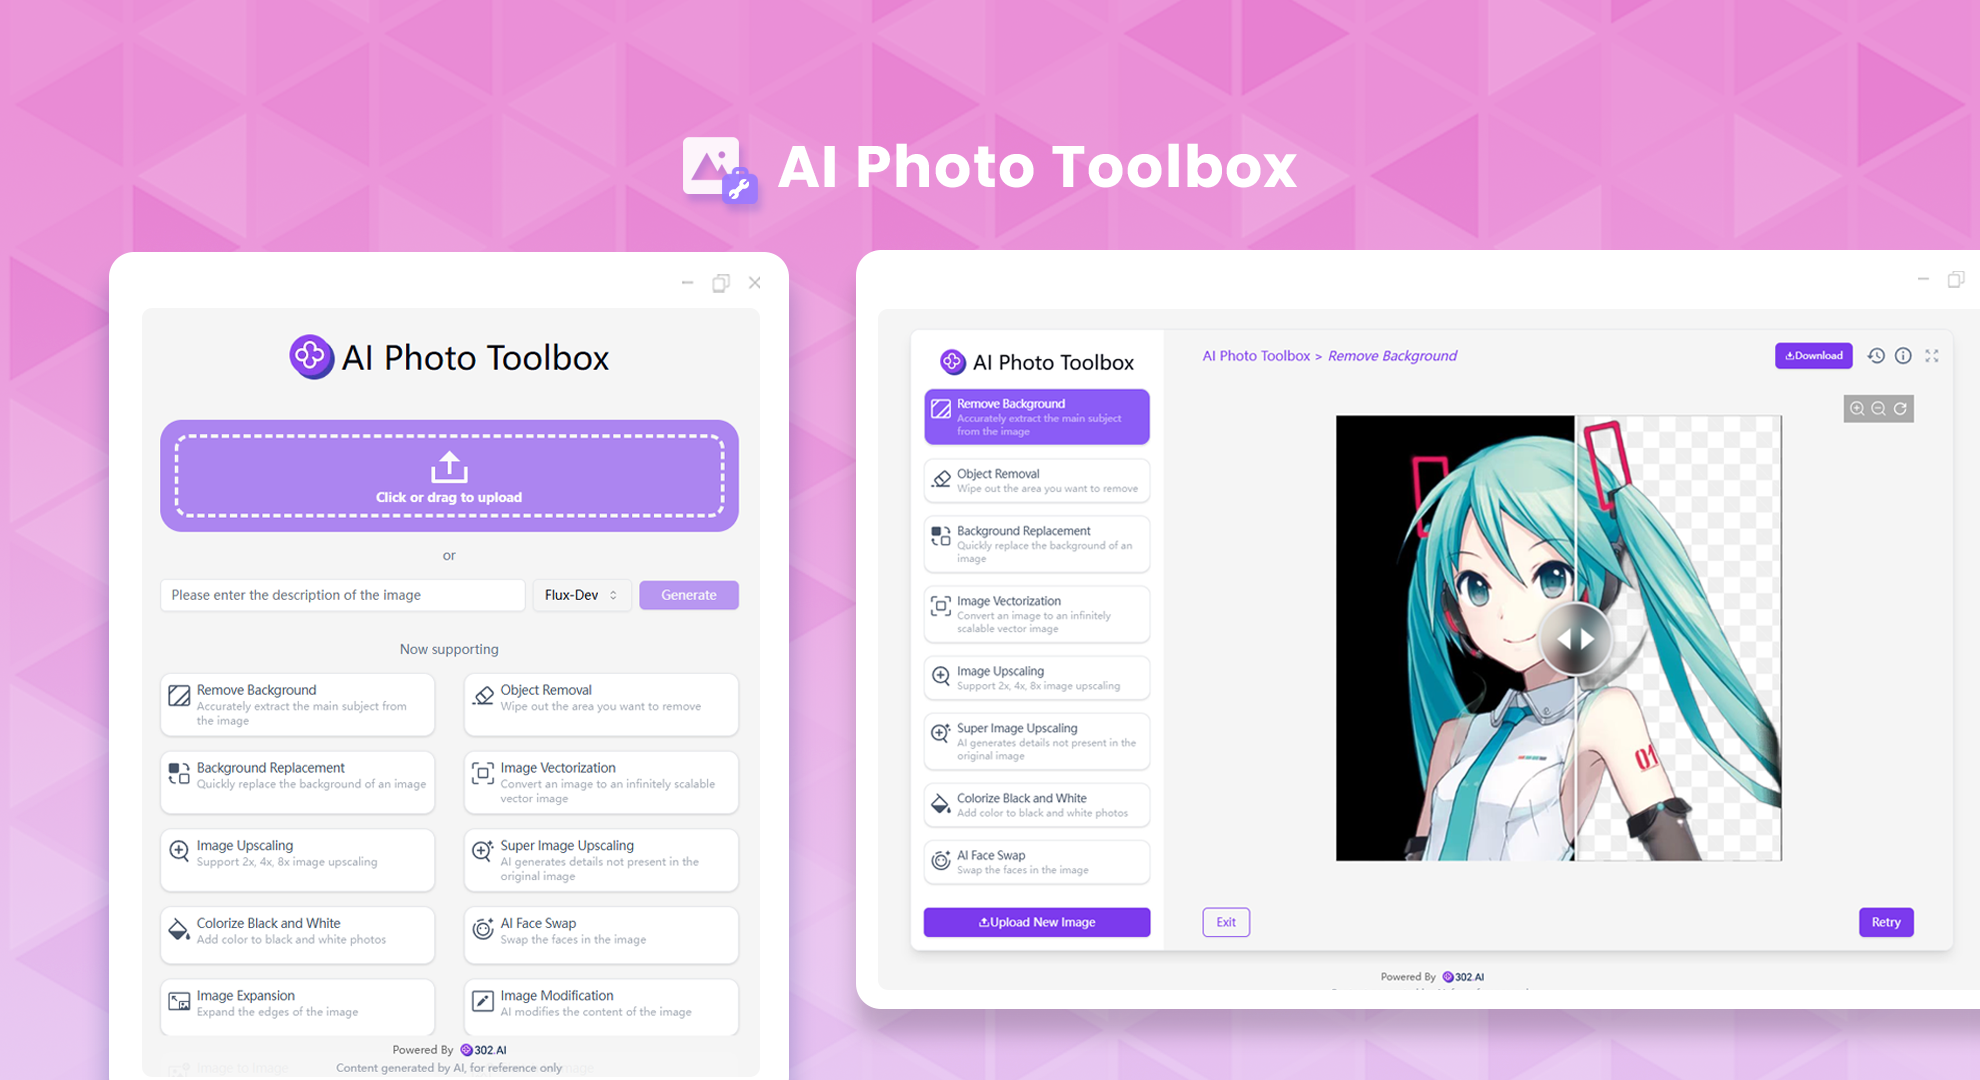 AI Photo Toolbox
AI Photo Toolbox
Click or drag to upload
or
Please enter the description of the image
Flux-Dev
Generate
Now supporting
Remove Background
Accurately extract the main subject from
the image
Object Removal
Wipe out the area you want to remove
Background Replacement
Quickly replace the background of an image
Image Vectorization
Convert an image to an infinitely scalable
vector image
Image Upscaling
Support 2x, 4x, 8x image upscaling
Super Image Upscaling
AI generates details not present in the
original image
Colorize Black and White
Add color to black and white photos
AI Face Swap
Swap the faces in the image
Image Expansion
Expand the edges of the image
Image Modification
AI modifies the content of the image
Powered By 302.AI
Image to Image
Content generated by AI, for reference only
AI Photo Toolbox
Remove Background
Accurately extract the main subject
from the image
Object Removal
Wipe out the area you want to remove
Background Replacement
Quickly replace the background of an
image
Image Vectorization
Convert an image to an infinitely
scalable vector image
Image Upscaling
Support 2x, 4x, 8x image upscaling
Super Image Upscaling
AI generates details not present in the
original image
Colorize Black and White
Add color to black and white photos
AI Face Swap
Swap the faces in the image
Upload New Image
AI Photo Toolbox > Remove Background
Download
01
Exit
Retry
Powered By 302.AI